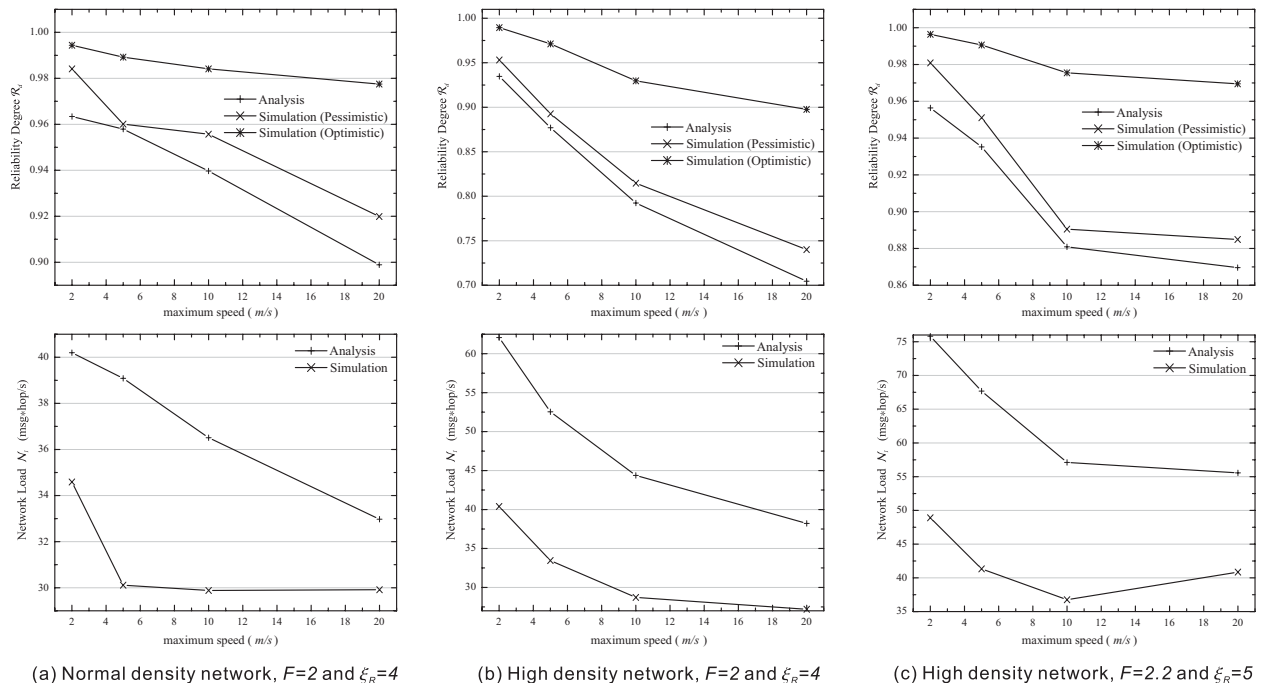 1.00
0.98
0.96
0.94
0.92
0.90
Reliability Degree R_d
Analysis
Simulation (Pessimistic)
Simulation (Optimistic)
2 4 6 8 10 12 14 16 18 20
maximum speed ( m/s )
1.00
0.95
0.90
0.85
0.80
0.75
0.70
Reliability Degree R_d
Analysis
Simulation (Pessimistic)
Simulation (Optimistic)
2 4 6 8 10 12 14 16 18 20
maximum speed ( m/s )
1.00
0.98
0.96
0.94
0.92
0.90
0.88
0.86
Reliability Degree R_d
Analysis
Simulation (Pessimistic)
Simulation (Optimistic)
2 4 6 8 10 12 14 16 18 20
maximum speed ( m/s )
40
38
36
34
32
30
Network Load N_l (msg*hop/s)
Analysis
Simulation
2 4 6 8 10 12 14 16 18 20
maximum speed ( m/s )
60
55
50
45
40
35
30
Network Load N_l (msg*hop/s)
Analysis
Simulation
2 4 6 8 10 12 14 16 18 20
maximum speed ( m/s )
75
70
65
60
55
50
45
40
35
Network Load N_l (msg*hop/s)
Analysis
Simulation
2 4 6 8 10 12 14 16 18 20
maximum speed ( m/s )
(a) Normal density network, F=2 and ξ_R=4
(b) High density network, F=2 and ξ_R=4
(c) High density network, F=2.2 and ξ_R=5